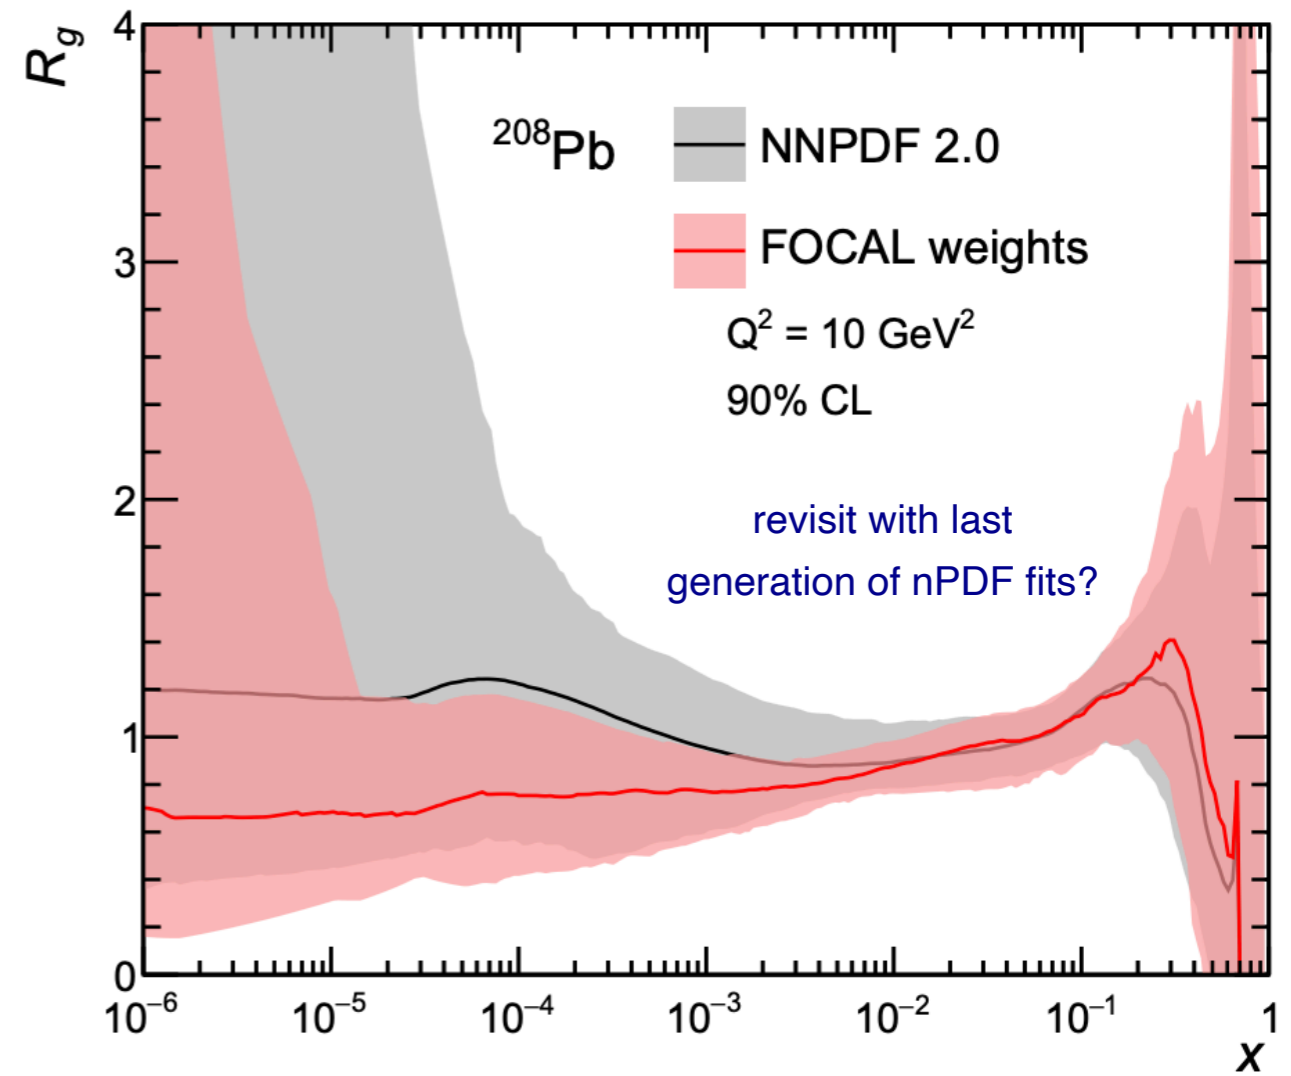 R_g
4
3
2
1
0
²⁰⁸Pb
NNPDF 2.0
FOCAL weights
Q² = 10 GeV²
90% CL
revisit with last
generation of nPDF fits?
10⁻⁶ 10⁻⁵ 10⁻⁴ 10⁻³ 10⁻² 10⁻¹ 1
x